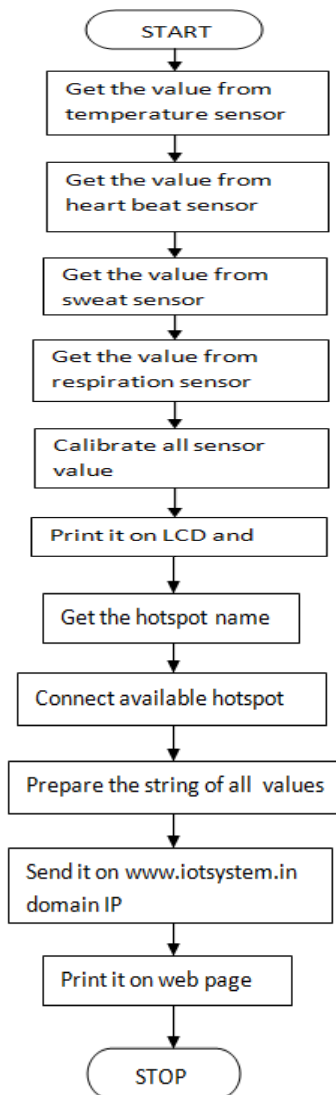 START
Get the value from
temperature sensor
Get the value from
heart beat sensor
Get the value from
sweat sensor
Get the value from
respiration sensor
Calibrate all sensor
value
Print it on LCD and
Get the hotspot name
Connect available hotspot
Prepare the string of all values
Send it on www.iotsystem.in
domain IP
Print it on web page
STOP